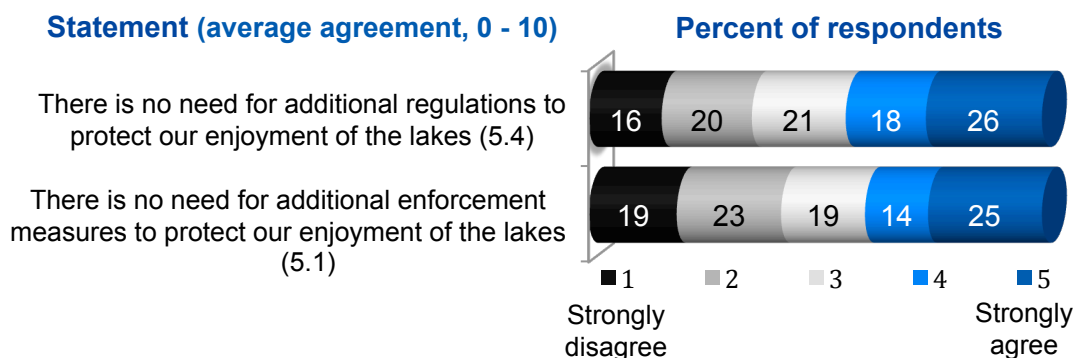 Statement (average agreement, 0 - 10)
Percent of respondents
There is no need for additional regulations to
protect our enjoyment of the lakes (5.4)
16 20 21 18 26
There is no need for additional enforcement
measures to protect our enjoyment of the lakes
(5.1)
19 23 19 14 25
1 2 3 4 5
Strongly
disagree
Strongly
agree